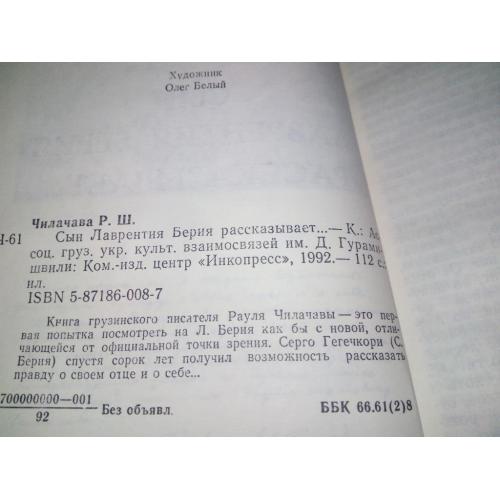 Художник
Олег Белый
Чилачава Р. Ш.
Ч-61
Сын Лаврентия Берия рассказывает...— К.: Ас-
соц. груз. укр. культ. взаимосвязей им. Д. Гурами-
швили: Ком.-изд. центр «Инкопресс», 1992.— 112 с.:
ил.
ISBN 5-87186-008-7
Книга грузинского писателя Рауля Чилачавы — это пер-
вая попытка посмотреть на Л. Берия как бы с новой, отли-
чающейся от официальной точки зрения. Серго Гегечкори (С.
Берия) спустя сорок лет получил возможность рассказать
правду о своем отце и о себе...
700000000—001
92
Без объявл.
ББК 66.61(2)8